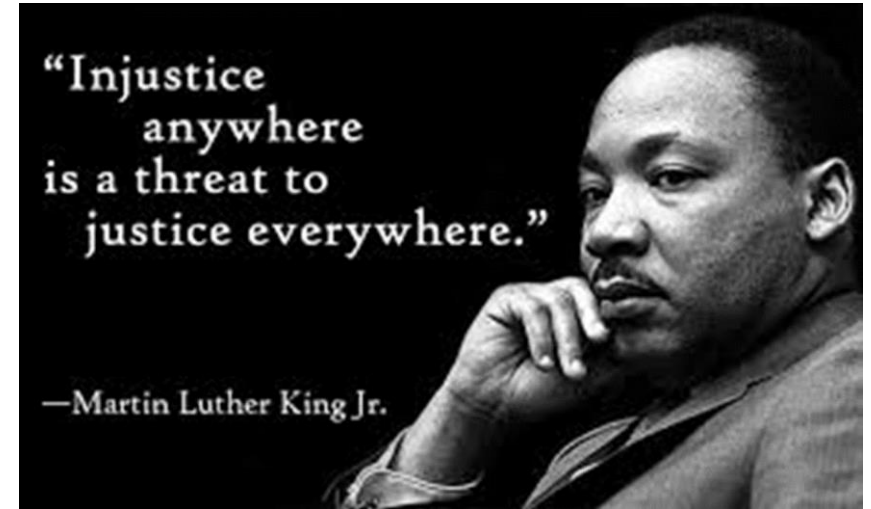 “Injustice
anywhere
is a threat to
justice everywhere.”
—Martin Luther King Jr.